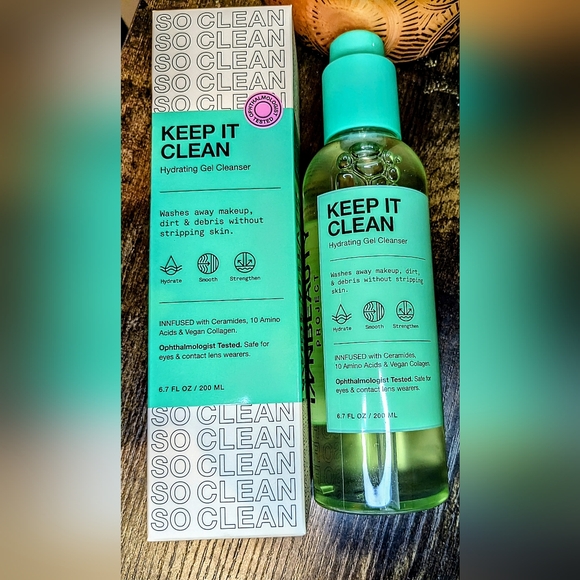 SO CLEAN
SO CLEAN
SO CLEAN
SO CLEAN
SO CLEAN
OPHTHALMOLOGIST TESTED
KEEP IT
CLEAN
Hydrating Gel Cleanser
Washes away makeup,
dirt & debris without
stripping skin.
Hydrate Smooth Strengthen
INNFUSED with Ceramides, 10 Amino
Acids & Vegan Collagen.
Ophthalmologist Tested. Safe for
eyes & contact lens wearers.
6.7 FL OZ / 200 ML
SO CLEAN
SO CLEAN
SO CLEAN
SO CLEAN
SO CLEAN
INNBEAUTY
PROJECT
KEEP IT
CLEAN
Hydrating Gel Cleanser
Washes away makeup, dirt,
& debris without stripping
skin.
Hydrate Smooth Strengthen
INNFUSED with Ceramides,
10 Amino Acids & Vegan Collagen.
Ophthalmologist Tested. Safe for
eyes & contact lens wearers.
6.7 FL OZ / 200 ML